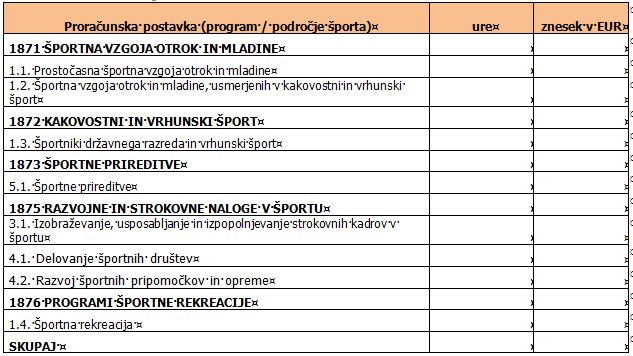 Proračunska postavka (program / področje športa) ure znesek v EUR
1871 ŠPORTNA VZGOJA OTROK IN MLADINE
1.1. Prostočasna športna vzgoja otrok in mladine
1.2. Športna vzgoja otrok in mladine, usmerjenih v kakovostni in vrhunski
šport
1872 KAKOVOSTNI IN VRHUNSKI ŠPORT
1.3. Športniki državnega razreda in vrhunski šport
1873 ŠPORTNE PRIREDITVE
5.1. Športne prireditve
1875 RAZVOJNE IN STROKOVNE NALOGE V ŠPORTU
3.1. Izobraževanje, usposabljanje in izpopolnjevanje strokovnih kadrov v
športu
4.1. Delovanje športnih društev
4.2. Razvoj športnih pripomočkov in opreme
1876 PROGRAMI ŠPORTNE REKREACIJE
1.4. Športna rekreacija
SKUPAJ